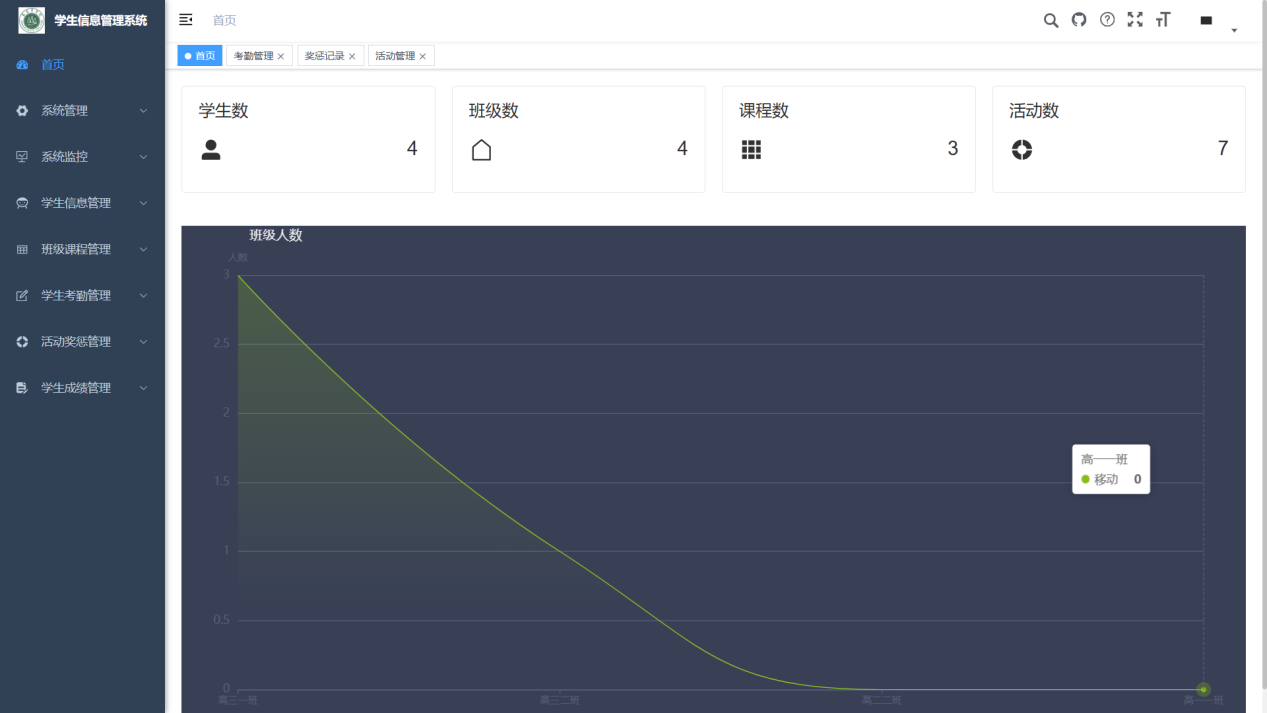 学生信息管理系统
首页
首页
系统管理
系统监控
学生信息管理
班级课程管理
学生考勤管理
活动奖惩管理
学生成绩管理
首页
考勤管理
奖惩记录
活动管理
学生数
4
班级数
4
课程数
3
活动数
7
班级人数
人数
3
2.5
2
1.5
1
0.5
0
高三一班
高三二班
高二二班
高一一班
高一一班
移动 0